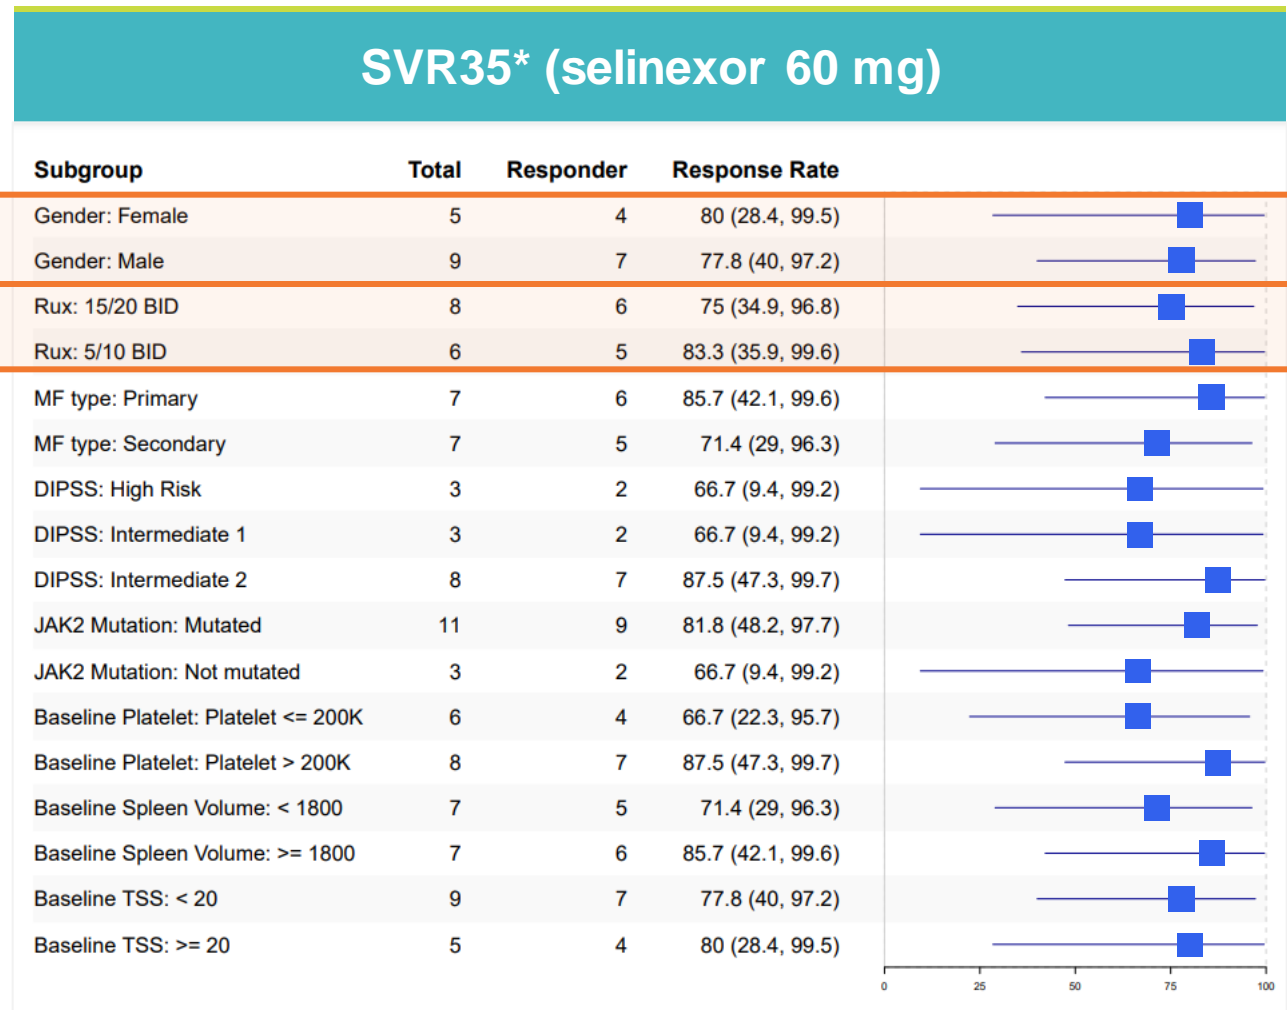 SVR35* (selinexor 60 mg)
Subgroup Total Responder Response Rate
Gender: Female 5 4 80 (28.4, 99.5)
Gender: Male 9 7 77.8 (40, 97.2)
Rux: 15/20 BID 8 6 75 (34.9, 96.8)
Rux: 5/10 BID 6 5 83.3 (35.9, 99.6)
MF type: Primary 7 6 85.7 (42.1, 99.6)
MF type: Secondary 7 5 71.4 (29, 96.3)
DIPSS: High Risk 3 2 66.7 (9.4, 99.2)
DIPSS: Intermediate 1 3 2 66.7 (9.4, 99.2)
DIPSS: Intermediate 2 8 7 87.5 (47.3, 99.7)
JAK2 Mutation: Mutated 11 9 81.8 (48.2, 97.7)
JAK2 Mutation: Not mutated 3 2 66.7 (9.4, 99.2)
Baseline Platelet: Platelet <= 200K 6 4 66.7 (22.3, 95.7)
Baseline Platelet: Platelet > 200K 8 7 87.5 (47.3, 99.7)
Baseline Spleen Volume: < 1800 7 5 71.4 (29, 96.3)
Baseline Spleen Volume: >= 1800 7 6 85.7 (42.1, 99.6)
Baseline TSS: < 20 9 7 77.8 (40, 97.2)
Baseline TSS: >= 20 5 4 80 (28.4, 99.5)
0 25 50 75 100